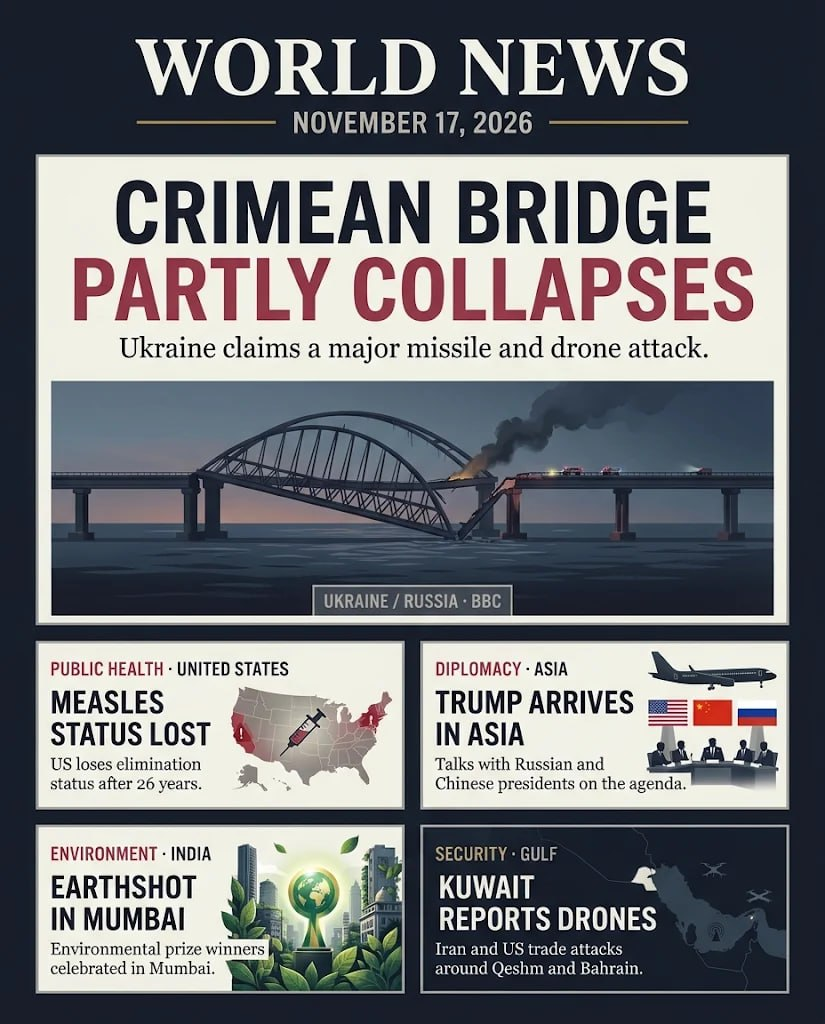 WORLD NEWS
NOVEMBER 17, 2026
CRIMEAN BRIDGE
PARTLY COLLAPSES
Ukraine claims a major missile and drone attack.
UKRAINE / RUSSIA · BBC
PUBLIC HEALTH · UNITED STATES
MEASLES
STATUS LOST
US loses elimination
status after 26 years.
DIPLOMACY · ASIA
TRUMP ARRIVES
IN ASIA
Talks with Russian and
Chinese presidents on the agenda.
ENVIRONMENT · INDIA
EARTHSHOT
IN MUMBAI
Environmental prize winners
celebrated in Mumbai.
SECURITY · GULF
KUWAIT
REPORTS DRONES
Iran and US trade attacks
around Qeshm and Bahrain.